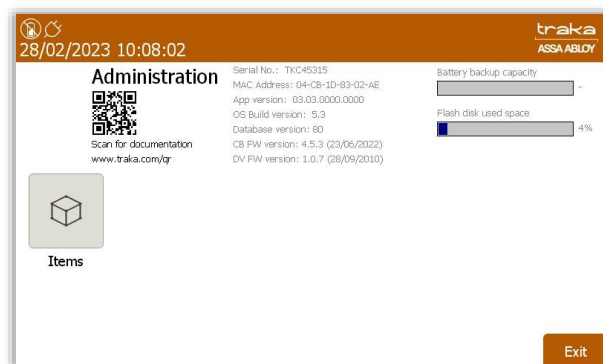 traka
28/02/2023 10:08:02
ASSA ABLOY
Administration
Scan for documentation
www.traka.com/qr
Serial No.: TKC45315
MAC Address: 04-CB-1D-83-02-AE
App version: 03.03.0000.0000
OS Build version: 5.3
Database version: 80
CB FW version: 4.5.3 (23/06/2022)
DV FW version: 1.0.7 (28/09/2010)
Battery backup capacity
-
Flash disk used space
4%
Items
Exit